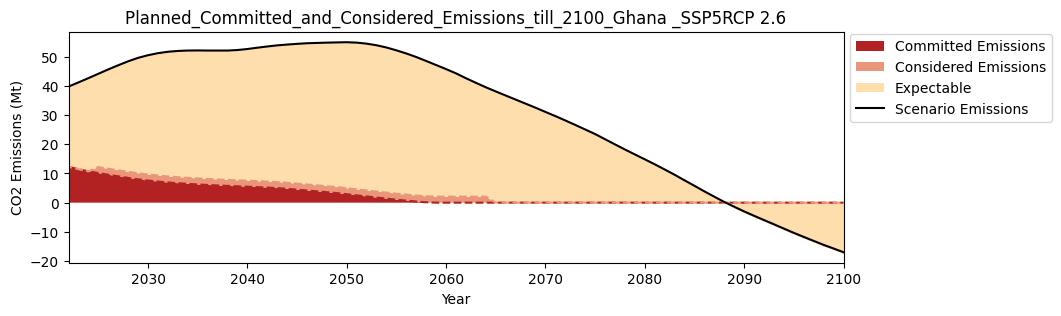 Planned_Committed_and_Considered_Emissions_till_2100_Ghana _SSP5RCP 2.6
Committed Emissions
Considered Emissions
Expectable
Scenario Emissions
CO2 Emissions (Mt)
50
40
30
20
10
0
−10
−20
2030
2040
2050
2060
2070
2080
2090
2100
Year